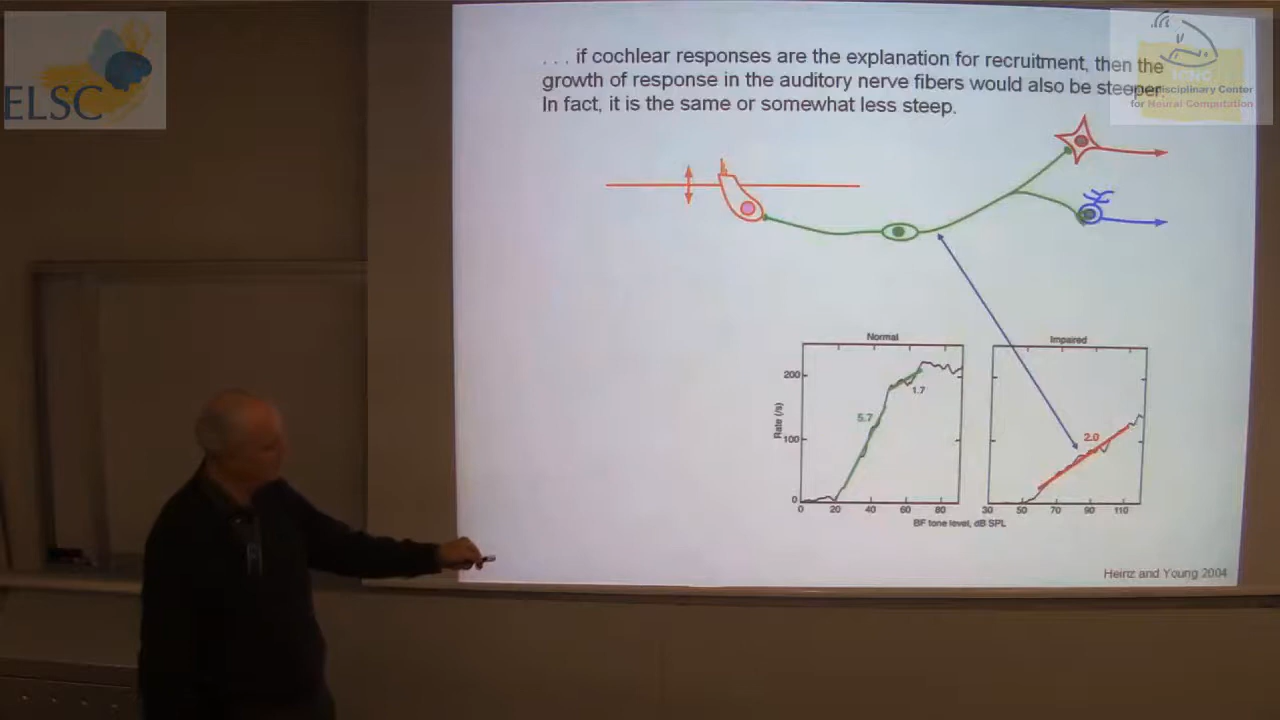 ELSC
. . . if cochlear responses are the explanation for recruitment, then the
growth of response in the auditory nerve fibers would also be steeper.
In fact, it is the same or somewhat less steep.
disciplinary Center
for Neural Computation
Normal
Impaired
200
100
0
Rate (/s)
5.7
1.7
2.0
0 20 40 60 80
30 50 70 90 110
BF tone level, dB SPL
Heinz and Young 2004